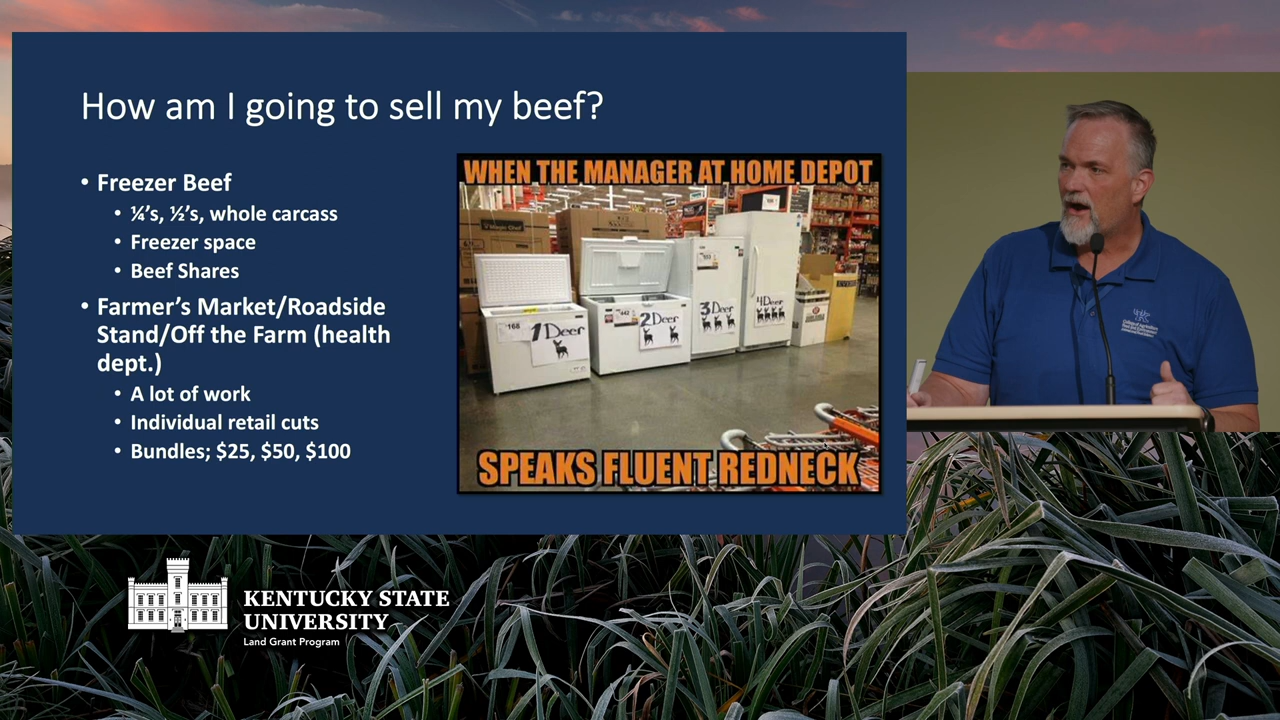 How am I going to sell my beef?
• Freezer Beef
• ¼’s, ½’s, whole carcass
• Freezer space
• Beef Shares
• Farmer’s Market/Roadside
Stand/Off the Farm (health
dept.)
• A lot of work
• Individual retail cuts
• Bundles; $25, $50, $100
WHEN THE MANAGER AT HOME DEPOT
168
1 Deer
442
2 Deer
3 Deer
4 Deer
SPEAKS FLUENT REDNECK
KENTUCKY STATE
UNIVERSITY
Land Grant Program